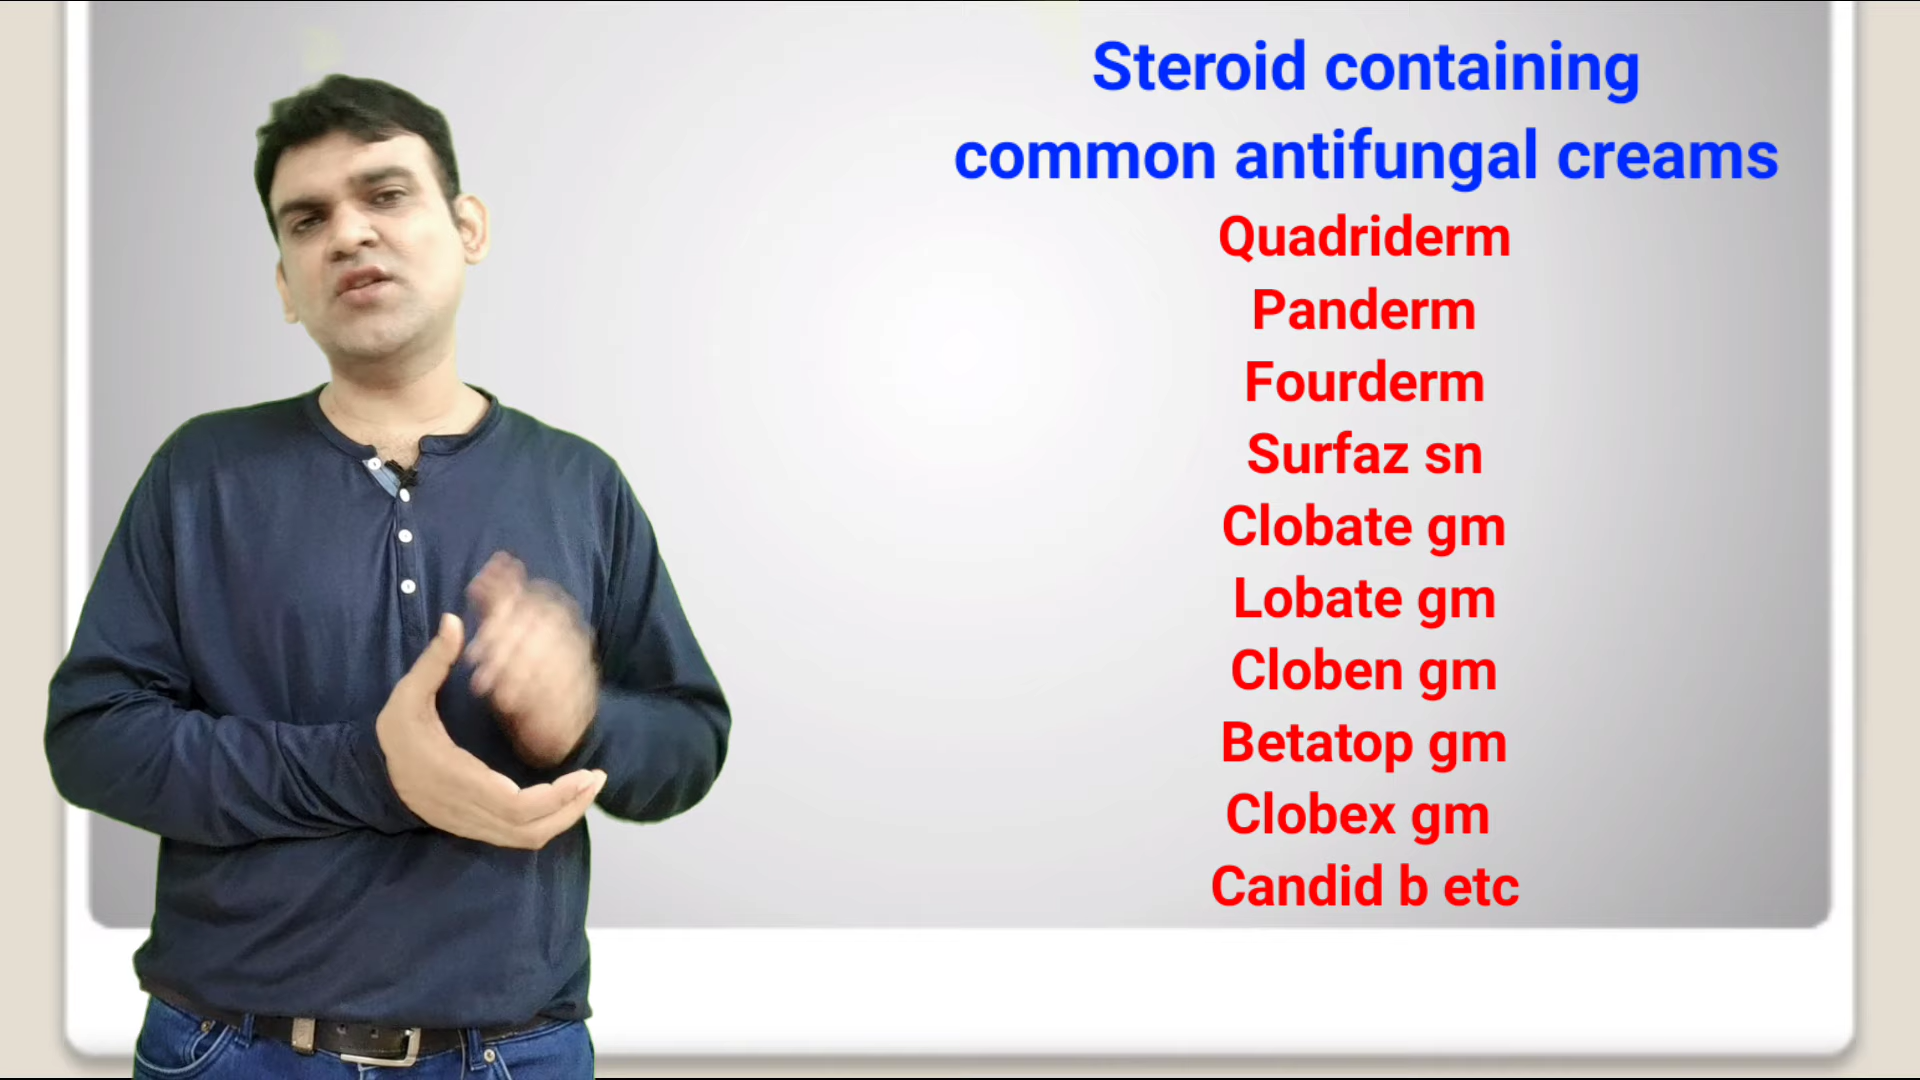 Steroid containing
common antifungal creams
Quadriderm
Panderm
Fourderm
Surfaz sn
Clobate gm
Lobate gm
Cloben gm
Betatop gm
Clobex gm
Candid b etc